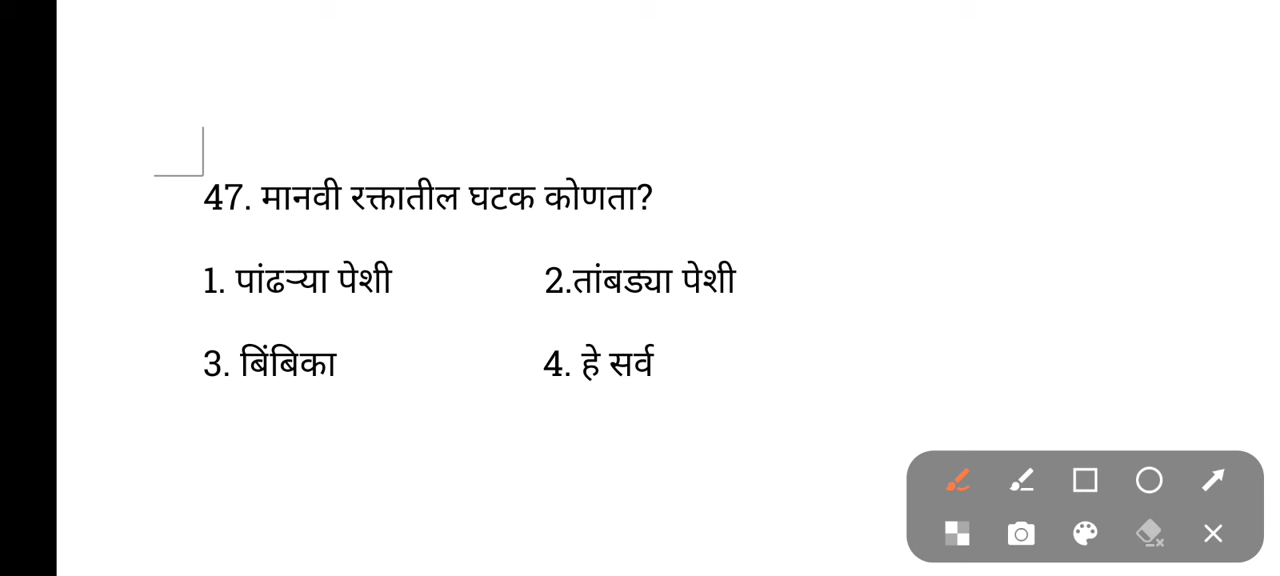 47. मानवी रक्तातील घटक कोणता?
1. पांढऱ्या पेशी 2.तांबड्या पेशी
3. बिंबिका 4. हे सर्व